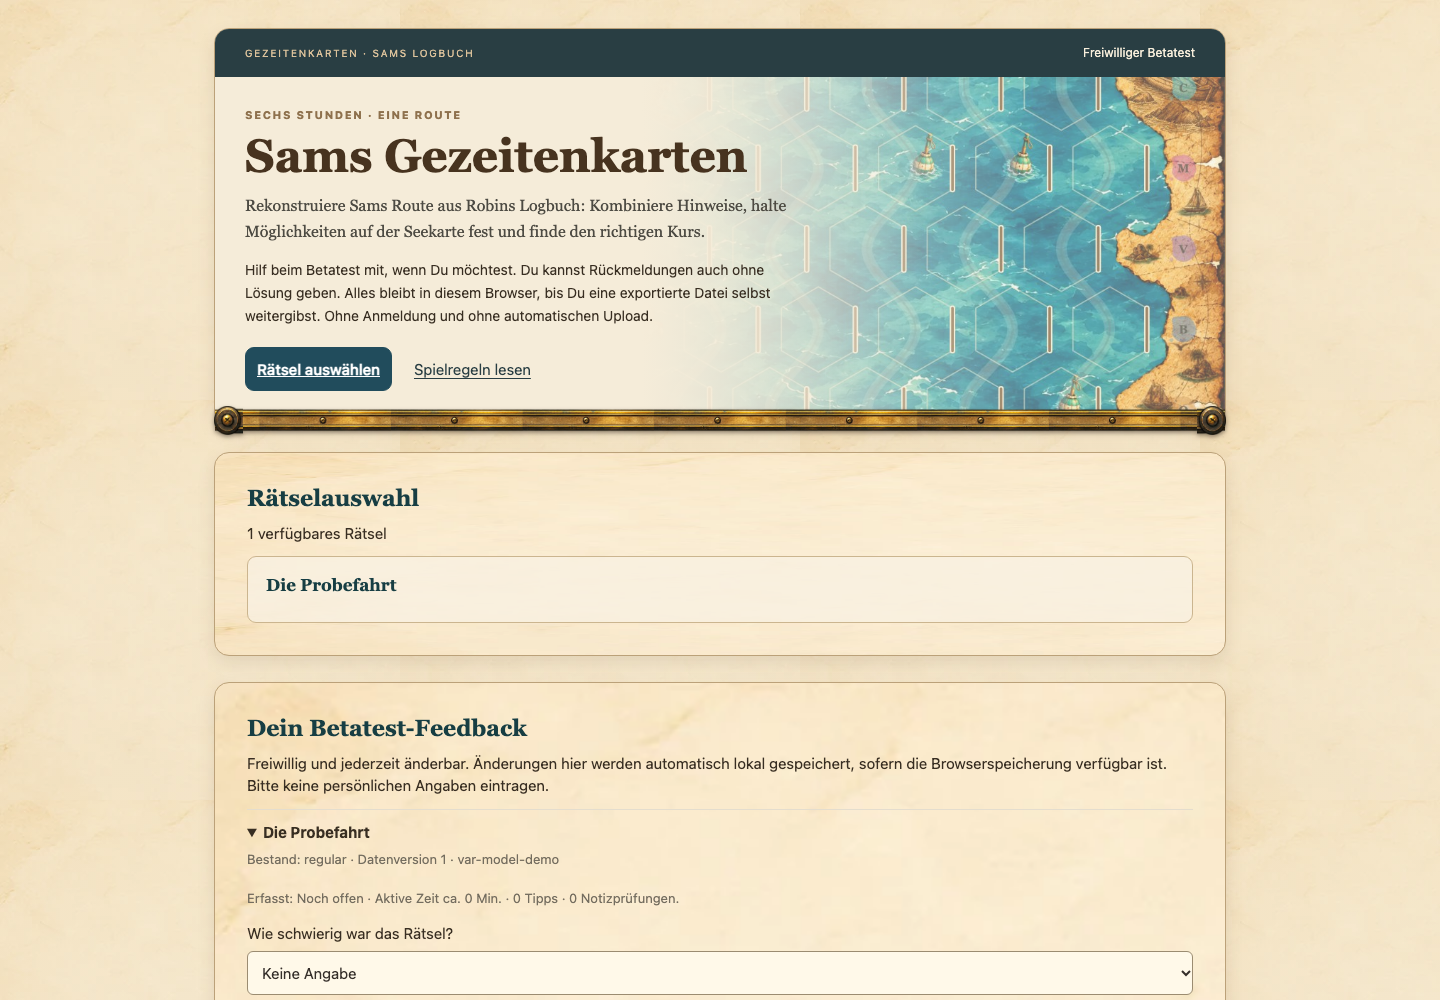 GEZEITENKARTEN · SAMS LOGBUCH
Freiwilliger Betatest
SECHS STUNDEN · EINE ROUTE
Sams Gezeitenkarten
Rekonstruiere Sams Route aus Robins Logbuch: Kombiniere Hinweise, halte
Möglichkeiten auf der Seekarte fest und finde den richtigen Kurs.
Hilf beim Betatest mit, wenn Du möchtest. Du kannst Rückmeldungen auch ohne
Lösung geben. Alles bleibt in diesem Browser, bis Du eine exportierte Datei selbst
weitergibst. Ohne Anmeldung und ohne automatischen Upload.
Rätsel auswählen
Spielregeln lesen
C
M
V
B
Rätselauswahl
1 verfügbares Rätsel
Die Probefahrt
Dein Betatest-Feedback
Freiwillig und jederzeit änderbar. Änderungen hier werden automatisch lokal gespeichert, sofern die Browserspeicherung verfügbar ist.
Bitte keine persönlichen Angaben eintragen.
▼ Die Probefahrt
Bestand: regular · Datenversion 1 · var-model-demo
Erfasst: Noch offen · Aktive Zeit ca. 0 Min. · 0 Tipps · 0 Notizprüfungen.
Wie schwierig war das Rätsel?
Keine Angabe